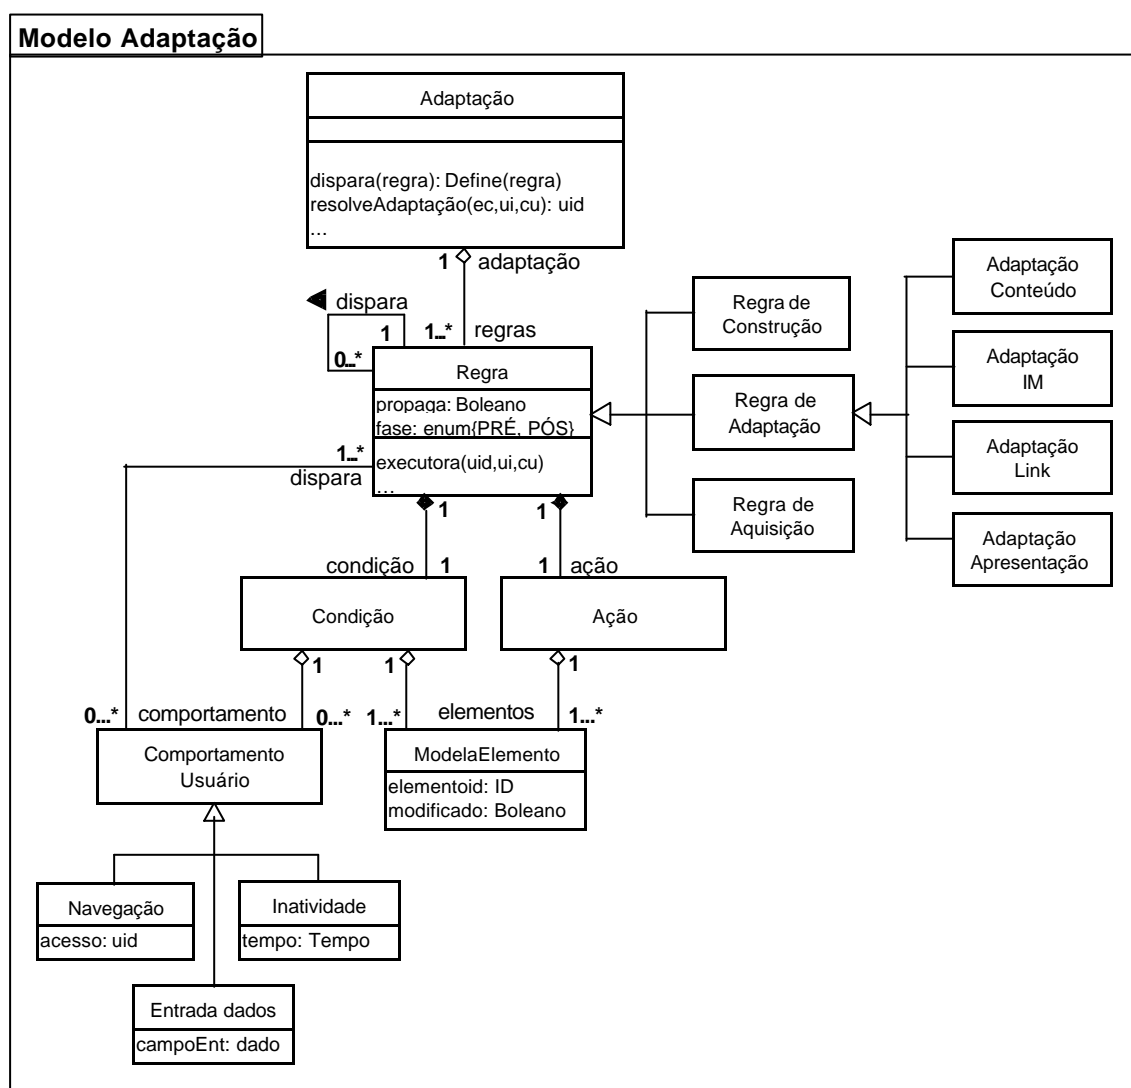 Modelo Adaptação
Adaptação
dispara(regra): Define(regra)
resolveAdaptação(ec,ui,cu): uid
...
1 adaptação
dispara
1
0..*
1..* regras
Regra
propaga: Boleano
fase: enum{PRÉ, PÓS}
executora(uid,ui,cu)
...
Regra de
Construção
Regra de
Adaptação
Regra de
Aquisição
Adaptação
Conteúdo
Adaptação
IM
Adaptação
Link
Adaptação
Apresentação
1..*
dispara
1
1
condição 1
1 ação
Condição
Ação
1
1
1
0...* comportamento 0...*
1...* elementos 1...*
Comportamento
Usuário
ModelaElemento
elementoid: ID
modificado: Boleano
Navegação
acesso: uid
Inatividade
tempo: Tempo
Entrada dados
campoEnt: dado